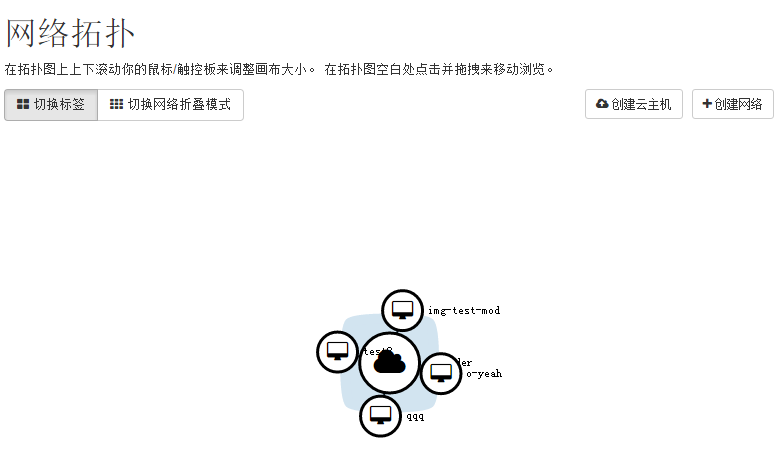 网络拓扑
在拓扑图上上下滚动你的鼠标/触控板来调整画布大小。 在拓扑图空白处点击并拖拽来移动浏览。
切换标签 切换网络折叠模式 创建云主机 创建网络
img-test-mod
o-yeah
qqq